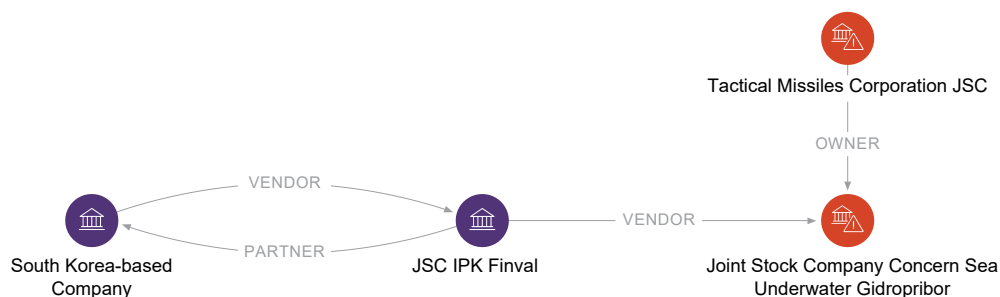 Tactical Missiles Corporation JSC
OWNER
VENDOR
PARTNER
VENDOR
South Korea-based
Company
JSC IPK Finval
Joint Stock Company Concern Sea
Underwater Gidropribor